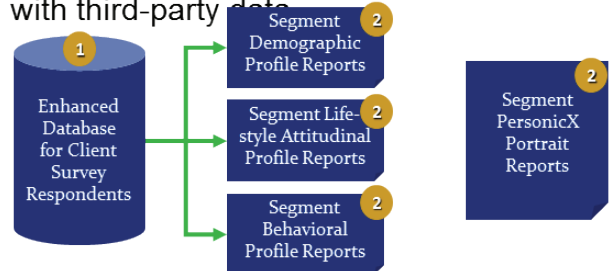 with third-party data
1
Enhanced
Database
for Client
Survey
Respondents
2
Segment
Demographic
Profile Reports
2
Segment Life-
style Attitudinal
Profile Reports
2
Segment
Behavioral
Profile Reports
2
Segment
PersonicX
Portrait
Reports